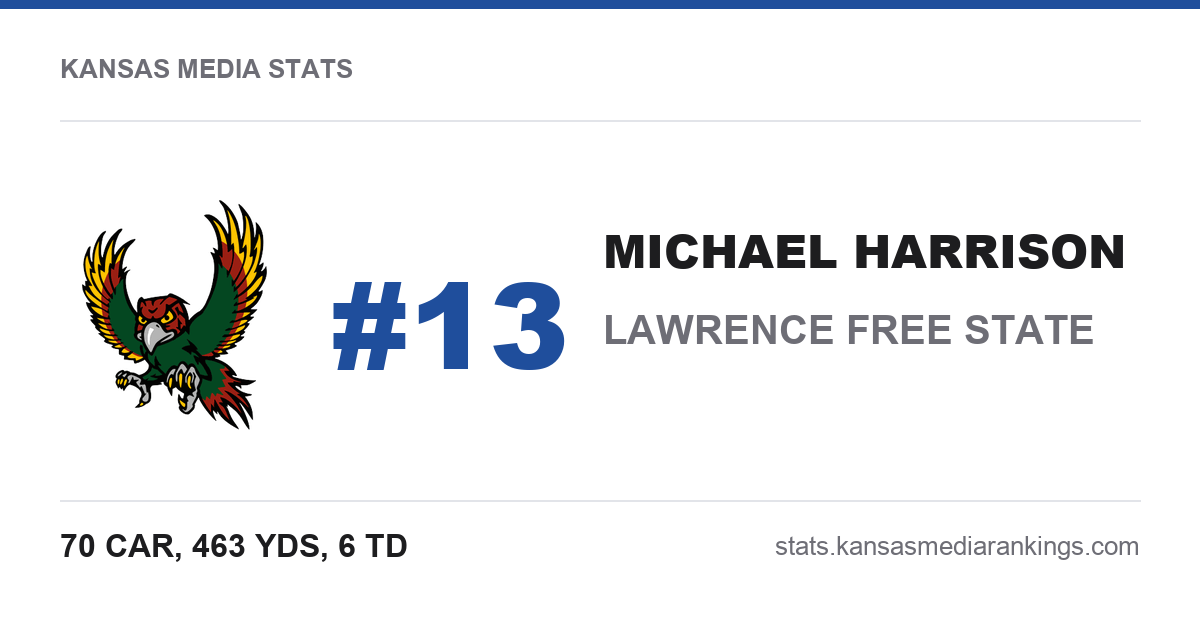 KANSAS MEDIA STATS
#13
MICHAEL HARRISON
LAWRENCE FREE STATE
70 CAR, 463 YDS, 6 TD
stats.kansasmediarankings.com